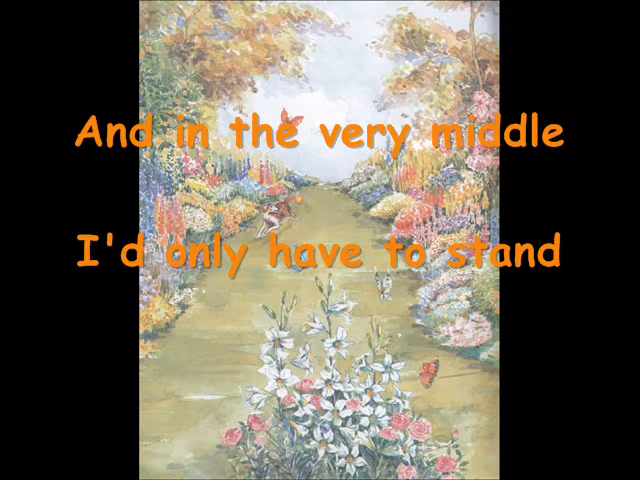 And in the very middle
I'd only have to stand